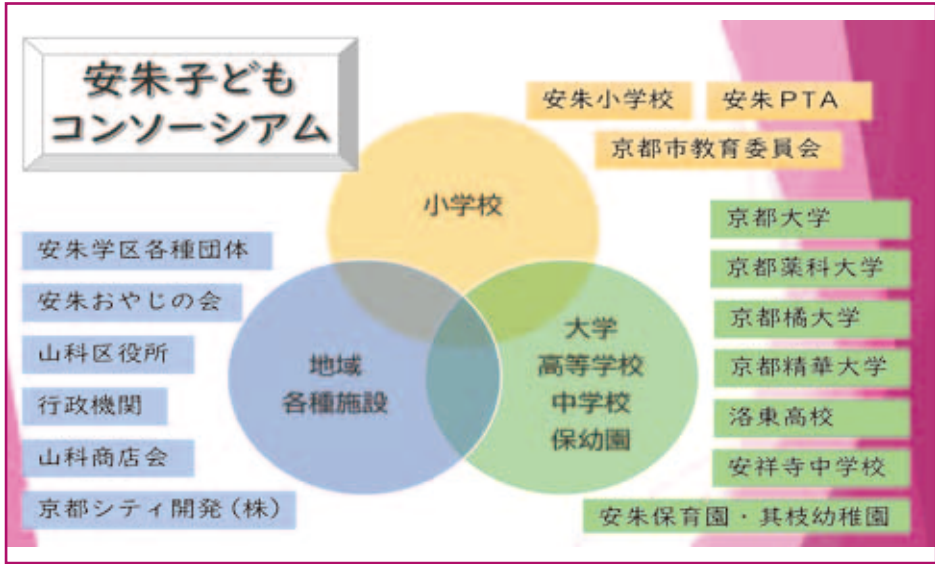 安朱子ども
コンソーシアム
安朱小学校
安朱PTA
京都市教育委員会
小学校
安朱学区各種団体
安朱おやじの会
山科区役所
行政機関
山科商店会
京都シティ開発(株)
地域
各種施設
大学
高等学校
中学校
保幼園
京都大学
京都薬科大学
京都橘大学
京都精華大学
洛東高校
安祥寺中学校
安朱保育園・其枝幼稚園